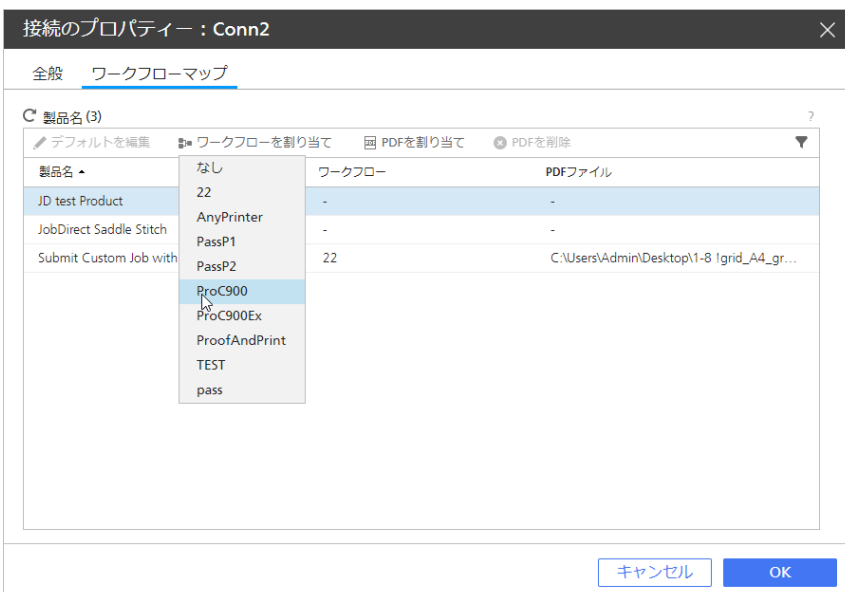 接続のプロパティー：Conn2
全般 ワークフローマップ
製品名 (3) ?
デフォルトを編集 ワークフローを割り当て PDFを割り当て PDFを削除
製品名 ワークフロー PDFファイル
JD test Product - -
JobDirect Saddle Stitch - -
Submit Custom Job with 22 C:\Users\Admin\Desktop\1-8 !grid_A4_gr...
なし
22
AnyPrinter
PassP1
PassP2
ProC900
ProC900Ex
ProofAndPrint
TEST
pass
キャンセル OK